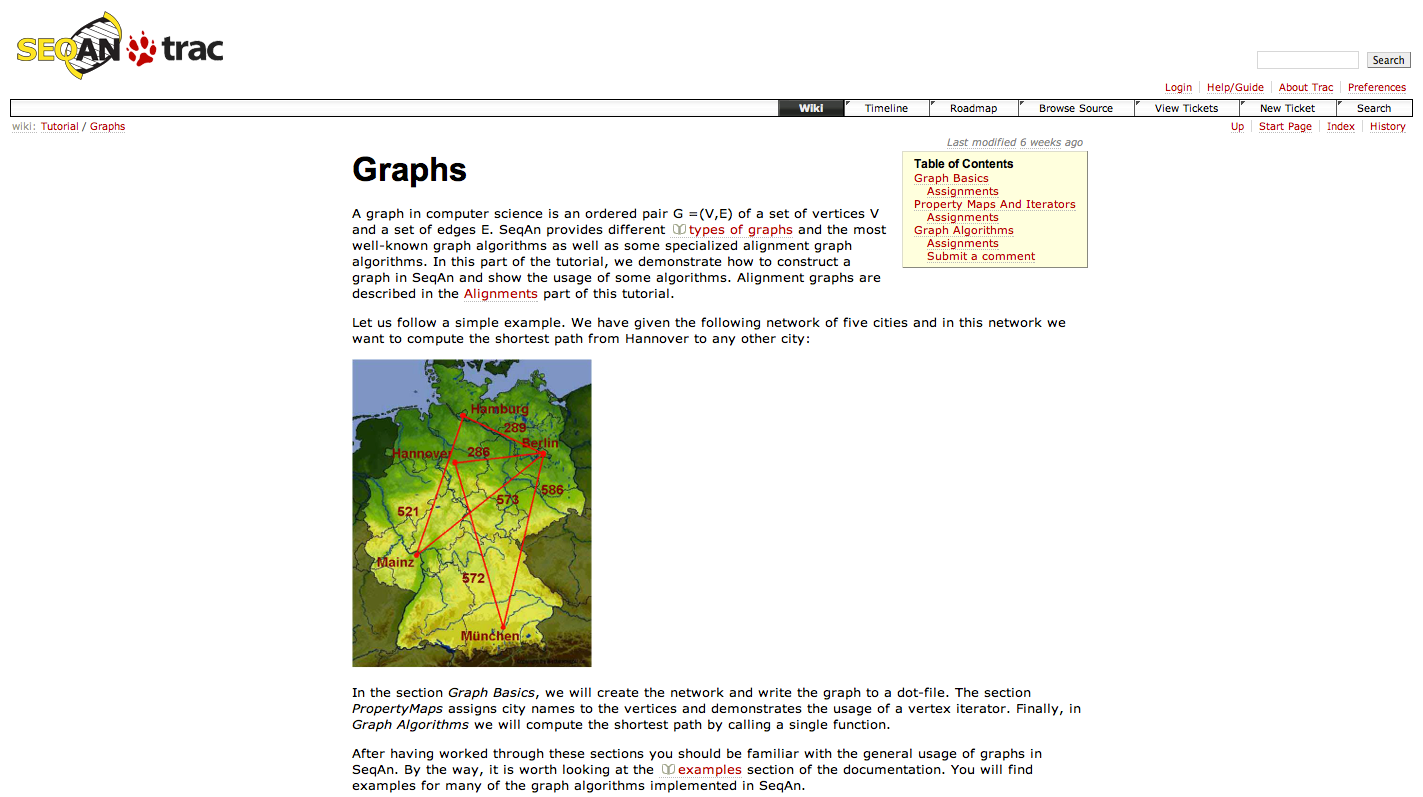 SEQAN trac
Search
Login Help/Guide About Trac Preferences
Wiki Timeline Roadmap Browse Source View Tickets New Ticket Search
wiki: Tutorial / Graphs
Up Start Page Index History
Last modified 6 weeks ago
Graphs
Table of Contents
Graph Basics
Assignments
Property Maps And Iterators
Assignments
Graph Algorithms
Assignments
Submit a comment
A graph in computer science is an ordered pair G =(V,E) of a set of vertices V
and a set of edges E. SeqAn provides different types of graphs and the most
well-known graph algorithms as well as some specialized alignment graph
algorithms. In this part of the tutorial, we demonstrate how to construct a
graph in SeqAn and show the usage of some algorithms. Alignment graphs are
described in the Alignments part of this tutorial.
Let us follow a simple example. We have given the following network of five cities and in this network we
want to compute the shortest path from Hannover to any other city:
Hamburg
289
Berlin
Hannover 286
586
573
521
Mainz
572
München
In the section Graph Basics, we will create the network and write the graph to a dot-file. The section
PropertyMaps assigns city names to the vertices and demonstrates the usage of a vertex iterator. Finally, in
Graph Algorithms we will compute the shortest path by calling a single function.
After having worked through these sections you should be familiar with the general usage of graphs in
SeqAn. By the way, it is worth looking at the examples section of the documentation. You will find
examples for many of the graph algorithms implemented in SeqAn.